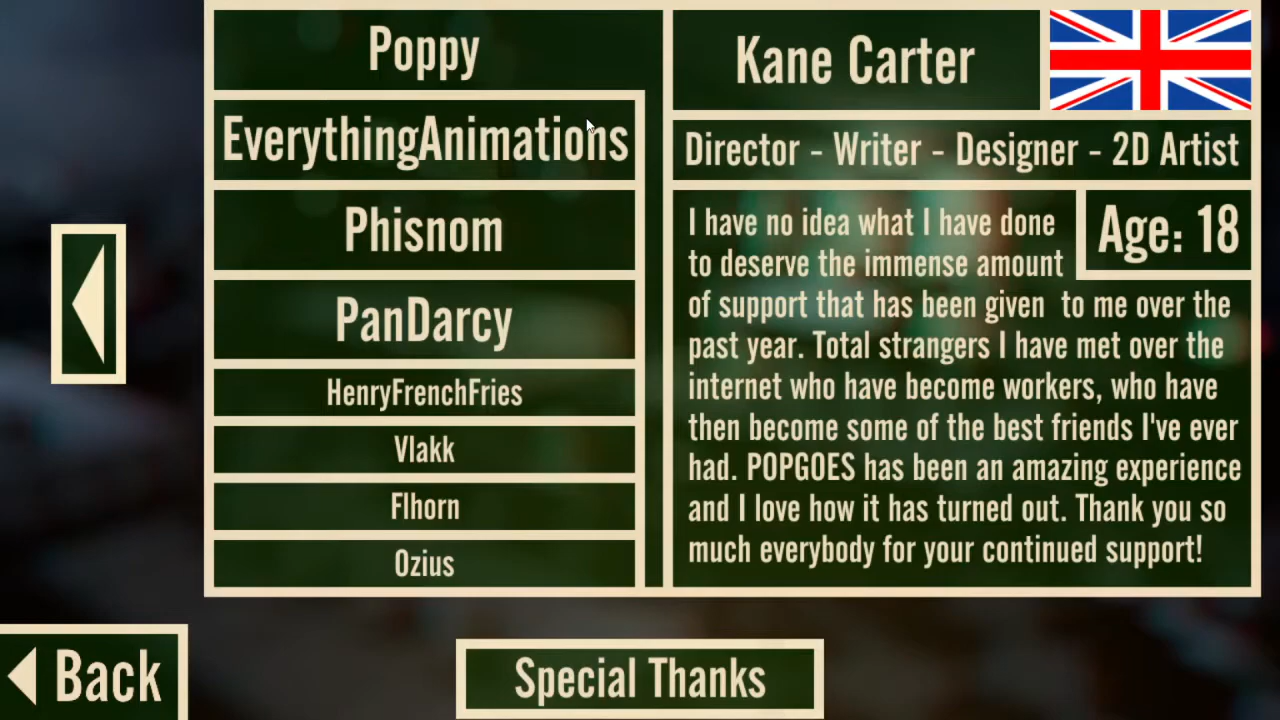 Poppy
EverythingAnimations
Phisnom
PanDarcy
HenryFrenchFries
Vlakk
Flhorn
Ozius
Kane Carter
Director - Writer - Designer - 2D Artist
Age: 18
I have no idea what I have done
to deserve the immense amount
of support that has been given to me over the
past year. Total strangers I have met over the
internet who have become workers, who have
then become some of the best friends I've ever
had. POPGOES has been an amazing experience
and I love how it has turned out. Thank you so
much everybody for your continued support!
Back
Special Thanks